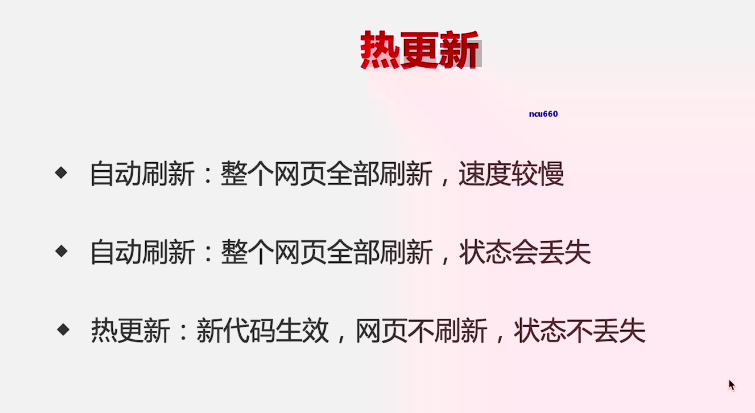 热更新
ncu660
自动刷新：整个网页全部刷新，速度较慢
自动刷新：整个网页全部刷新，状态会丢失
热更新：新代码生效，网页不刷新，状态不丢失